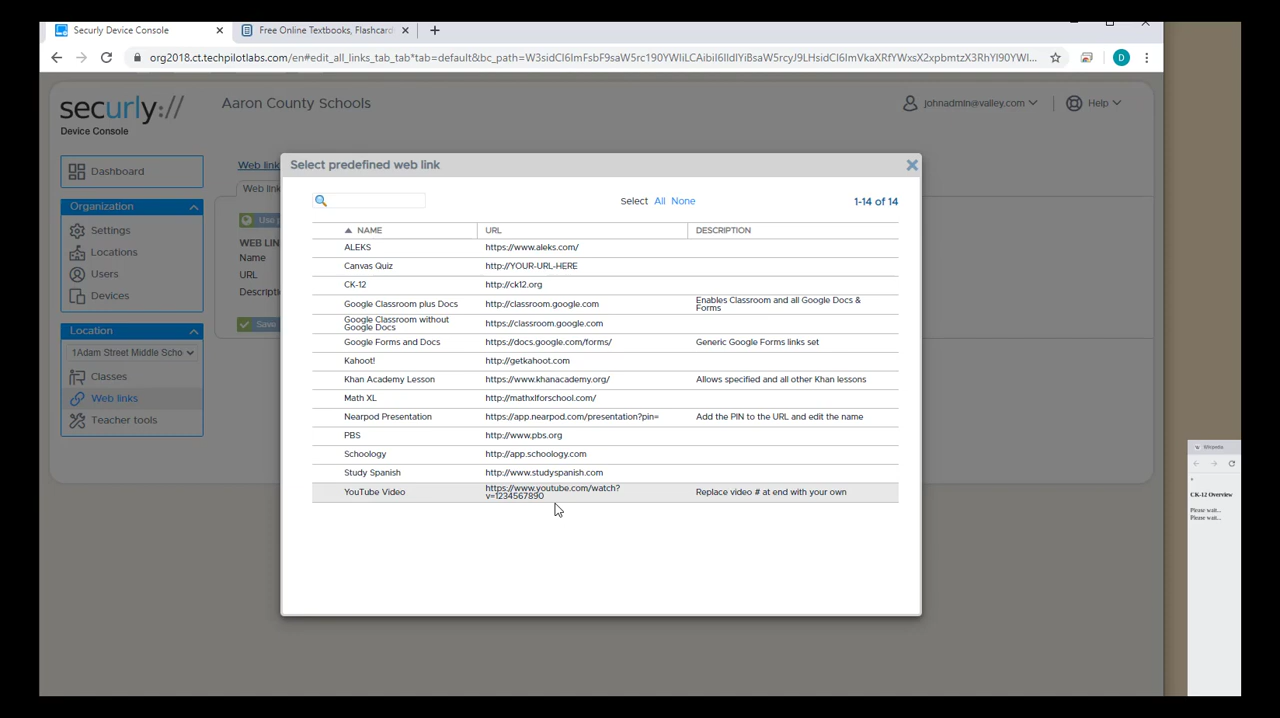 Securly Device Console
Free Online Textbooks, Flashcard
org2018.ct.techpilotlabs.com/en#edit_all_links_tab_tab*tab=default&bc_path=
securly://
Device Console
Aaron County Schools
johnadmin@valley.com
Help
Dashboard
Organization
Settings
Locations
Users
Devices
Location
1Adam Street Middle Scho
Classes
Web links
Teacher tools
Web link
Web link
Use p
WEB LIN
Name
URL
Descripti
Save
Select predefined web link
Select All None
1-14 of 14
NAME URL DESCRIPTION
ALEKS https://www.aleks.com/
Canvas Quiz http://YOUR-URL-HERE
CK-12 http://ck12.org
Google Classroom plus Docs http://classroom.google.com Enables Classroom and all Google Docs &
Forms
Google Classroom without
Google Docs https://classroom.google.com
Google Forms and Docs https://docs.google.com/forms/ Generic Google Forms links set
Kahoot! http://getkahoot.com
Khan Academy Lesson https://www.khanacademy.org/ Allows specified and all other Khan lessons
Math XL http://mathxlforschool.com/
Nearpod Presentation https://app.nearpod.com/presentation?pin= Add the PIN to the URL and edit the name
PBS http://www.pbs.org
Schoology http://app.schoology.com
Study Spanish http://www.studyspanish.com
YouTube Video https://www.youtube.com/watch?
v=1234567890 Replace video # at end with your own
D
Wikipedia
CK-12 Overview
Please wait...
Please wait...